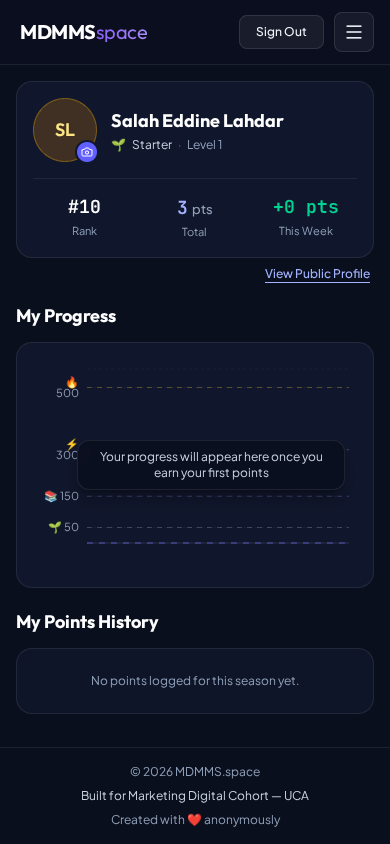 MDMMSspace
Sign Out
SL
Salah Eddine Lahdar
🌱 Starter · Level 1
#10
3 pts
+0 pts
Rank
Total
This Week
View Public Profile
My Progress
🔥
500
⚡
300
Your progress will appear here once you
earn your first points
📚 150
🌱 50
My Points History
No points logged for this season yet.
© 2026 MDMMS.space
Built for Marketing Digital Cohort — UCA
Created with ❤️ anonymously